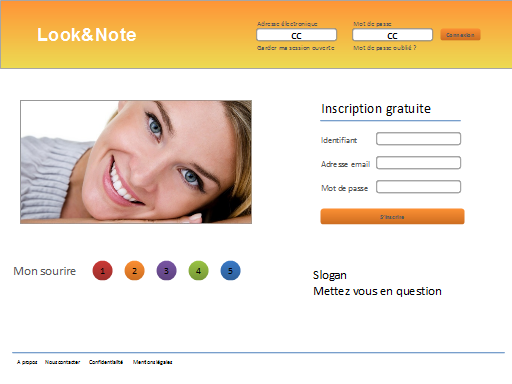 Look&Note
Adresse électronique
Mot de passe
CC
CC
Connexion
Garder ma session ouverte
Mot de passe oublié ?
Inscription gratuite
Identifiant
Adresse email
Mot de passe
S'inscrire
Mon sourire
1 2 3 4 5
Slogan
Mettez vous en question
A propos Nous contacter Confidentialité Mentions légales